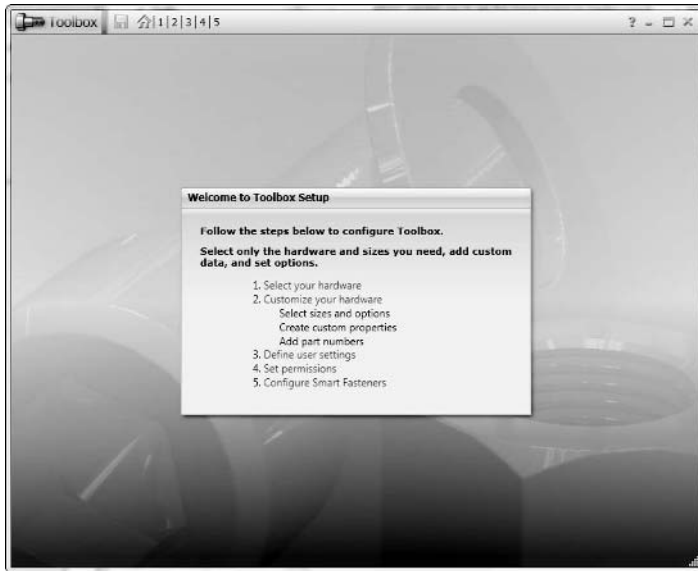 Toolbox 1 2 3 4 5 ?
Welcome to Toolbox Setup
Follow the steps below to configure Toolbox.
Select only the hardware and sizes you need, add custom
data, and set options.
1. Select your hardware
2. Customize your hardware
Select sizes and options
Create custom properties
Add part numbers
3. Define user settings
4. Set permissions
5. Configure Smart Fasteners